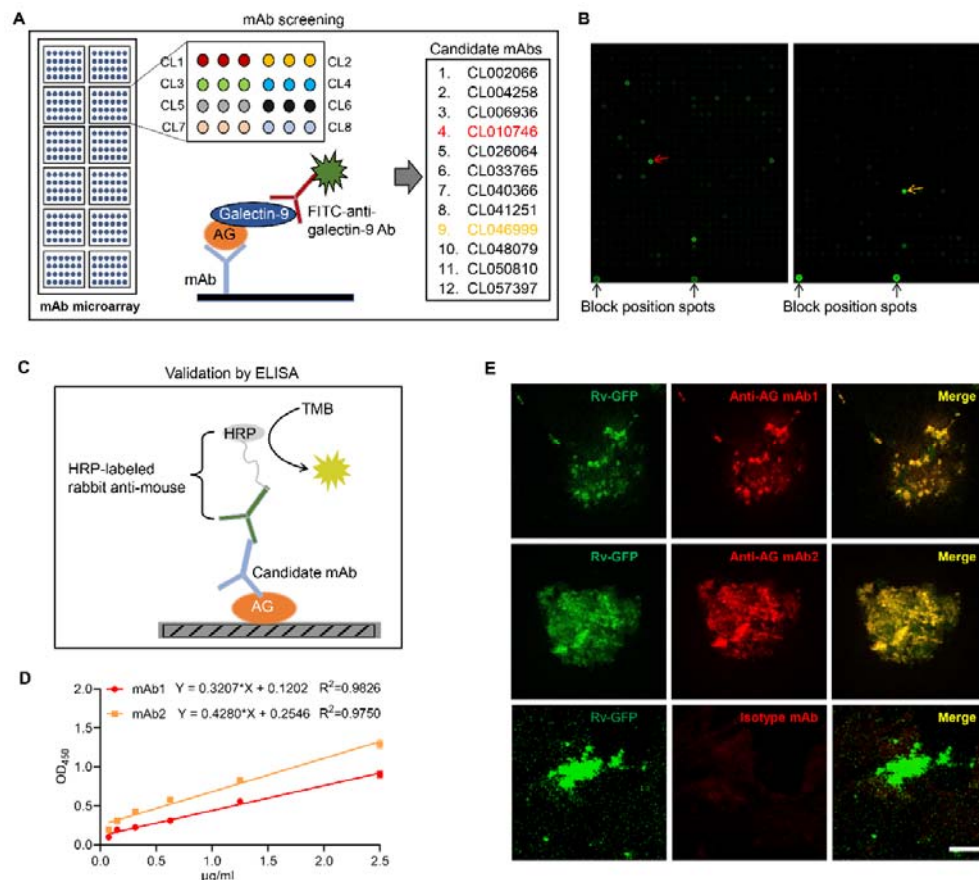 A
mAb screening
CL1
CL2
CL3
CL4
CL5
CL6
CL7
CL8
Galectin-9
AG
mAb
FITC-anti-
galectin-9 Ab
mAb microarray
Candidate mAbs
1. CL002066
2. CL004258
3. CL006936
4. CL010746
5. CL026064
6. CL033765
7. CL040366
8. CL041251
9. CL046999
10. CL048079
11. CL050810
12. CL057397
B
Block position spots
Block position spots
C
Validation by ELISA
TMB
HRP
HRP-labeled
rabbit anti-mouse
Candidate mAb
AG
D
mAb1 Y = 0.3207*X + 0.1202 R²=0.9826
mAb2 Y = 0.4280*X + 0.2546 R²=0.9750
OD₄₅₀
2.0
1.5
1.0
0.5
0.0
0.0 0.5 1.0 1.5 2.0 2.5
μg/ml
E
Rv-GFP
Anti-AG mAb1
Merge
Rv-GFP
Anti-AG mAb2
Merge
Rv-GFP
Isotype mAb
Merge